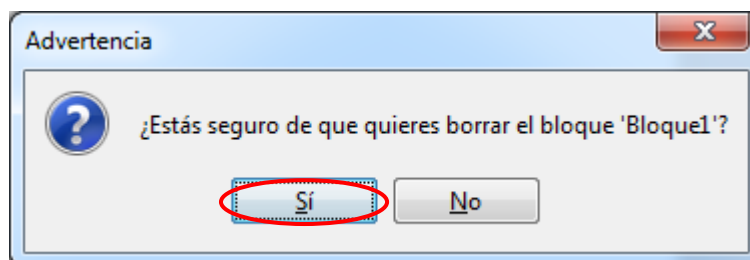 Advertencia
¿Estás seguro de que quieres borrar el bloque 'Bloque1'?
Sí
No